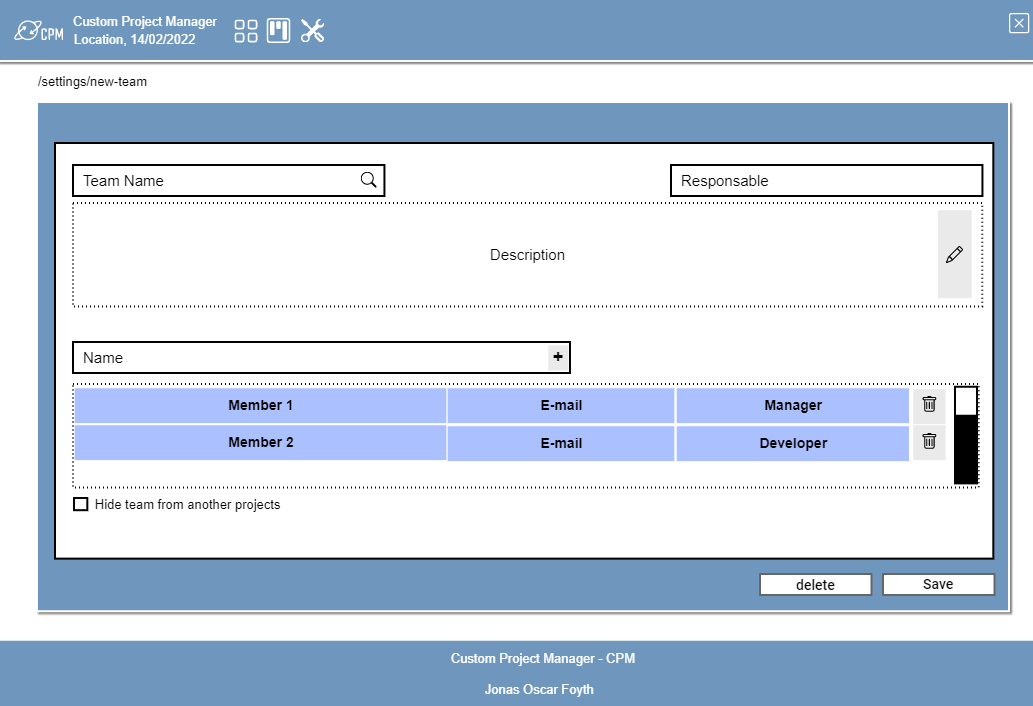 CPM
Custom Project Manager
Location, 14/02/2022
/settings/new-team
Team Name
Responsable
Description
Name
Member 1 E-mail Manager
Member 2 E-mail Developer
Hide team from another projects
delete Save
Custom Project Manager - CPM
Jonas Oscar Foyth